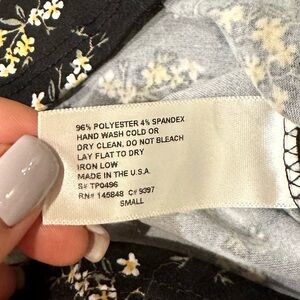 96% POLYESTER 4% SPANDEX
HAND WASH COLD OR
DRY CLEAN, DO NOT BLEACH
LAY FLAT TO DRY
IRON LOW
MADE IN THE U.S.A.
S# TP0496
RN# 145848 C# 9397
SMALL